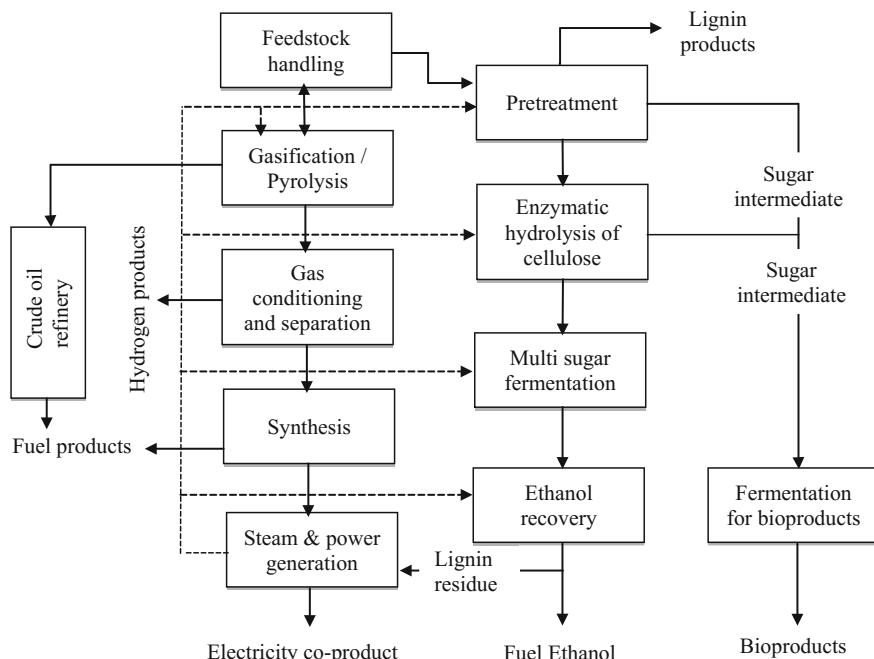 Feedstock
handling
Lignin
products
Pretreatment
Gasification /
Pyrolysis
Sugar
intermediate
Enzymatic
hydrolysis of
cellulose
Sugar
intermediate
Crude oil
refinery
Hydrogen products
Gas
conditioning
and separation
Multi sugar
fermentation
Synthesis
Fuel products
Ethanol
recovery
Fermentation
for bioproducts
Steam & power
generation
Lignin
residue
Electricity co-product
Fuel Ethanol
Bioproducts